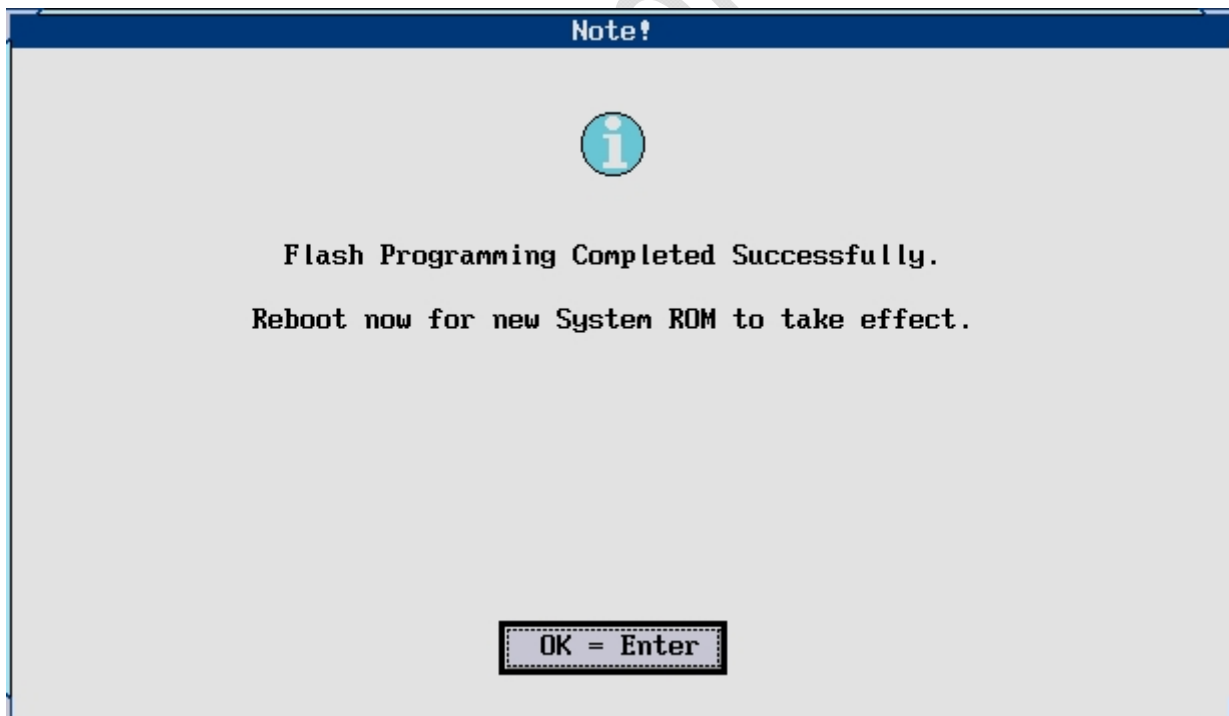 Note!
Flash Programming Completed Successfully.
Reboot now for new System ROM to take effect.
OK = Enter